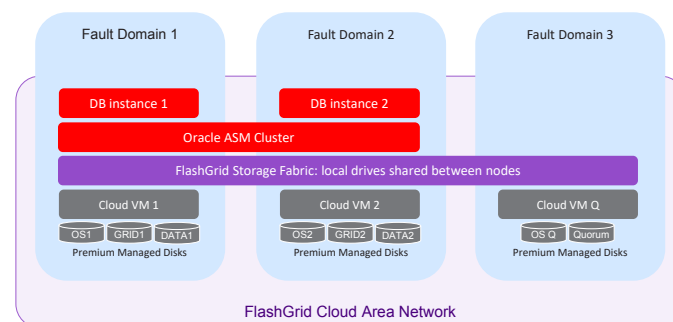 Fault Domain 1
Fault Domain 2
Fault Domain 3
DB instance 1
DB instance 2
Oracle ASM Cluster
FlashGrid Storage Fabric: local drives shared between nodes
Cloud VM 1
Cloud VM 2
Cloud VM Q
OS1
GRID1
DATA1
OS2
GRID2
DATA2
OS Q
Quorum
Premium Managed Disks
Premium Managed Disks
Premium Managed Disks
FlashGrid Cloud Area Network